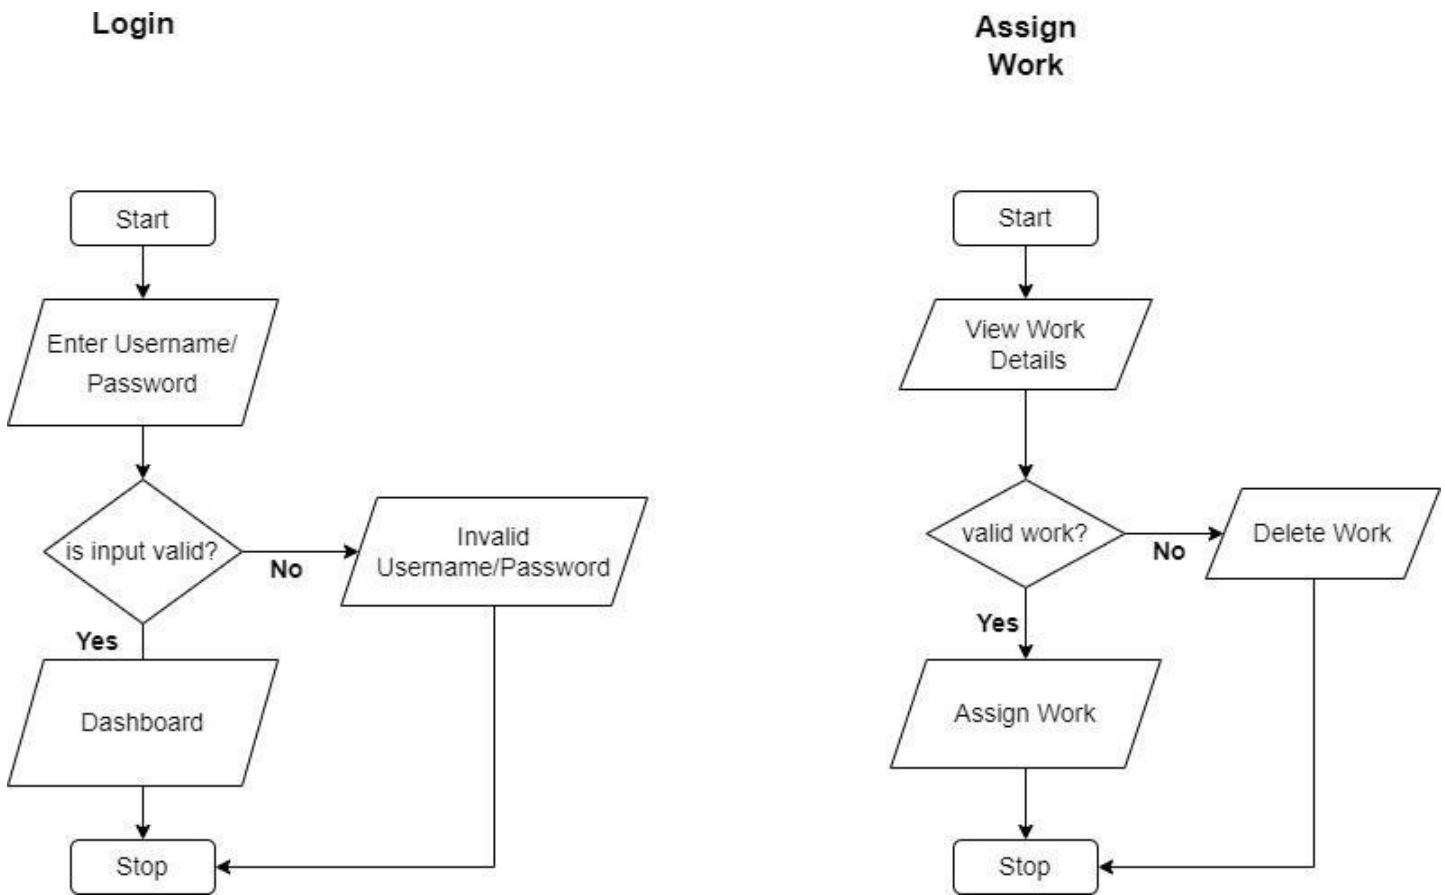 Login
Start
Enter Username/
Password
is input valid?
No
Invalid
Username/Password
Yes
Dashboard
Stop
Assign
Work
Start
View Work
Details
valid work?
No
Delete Work
Yes
Assign Work
Stop